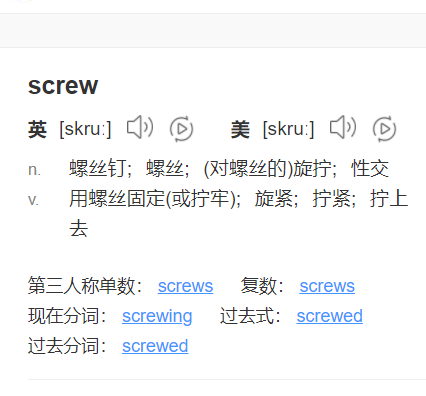 screw
英 [skruː] 美 [skruː]
n. 螺丝钉；螺丝；(对螺丝的)旋拧；性交
v. 用螺丝固定(或拧牢)；旋紧；拧紧；拧上
去
第三人称单数： screws 复数： screws
现在分词： screwing 过去式： screwed
过去分词： screwed